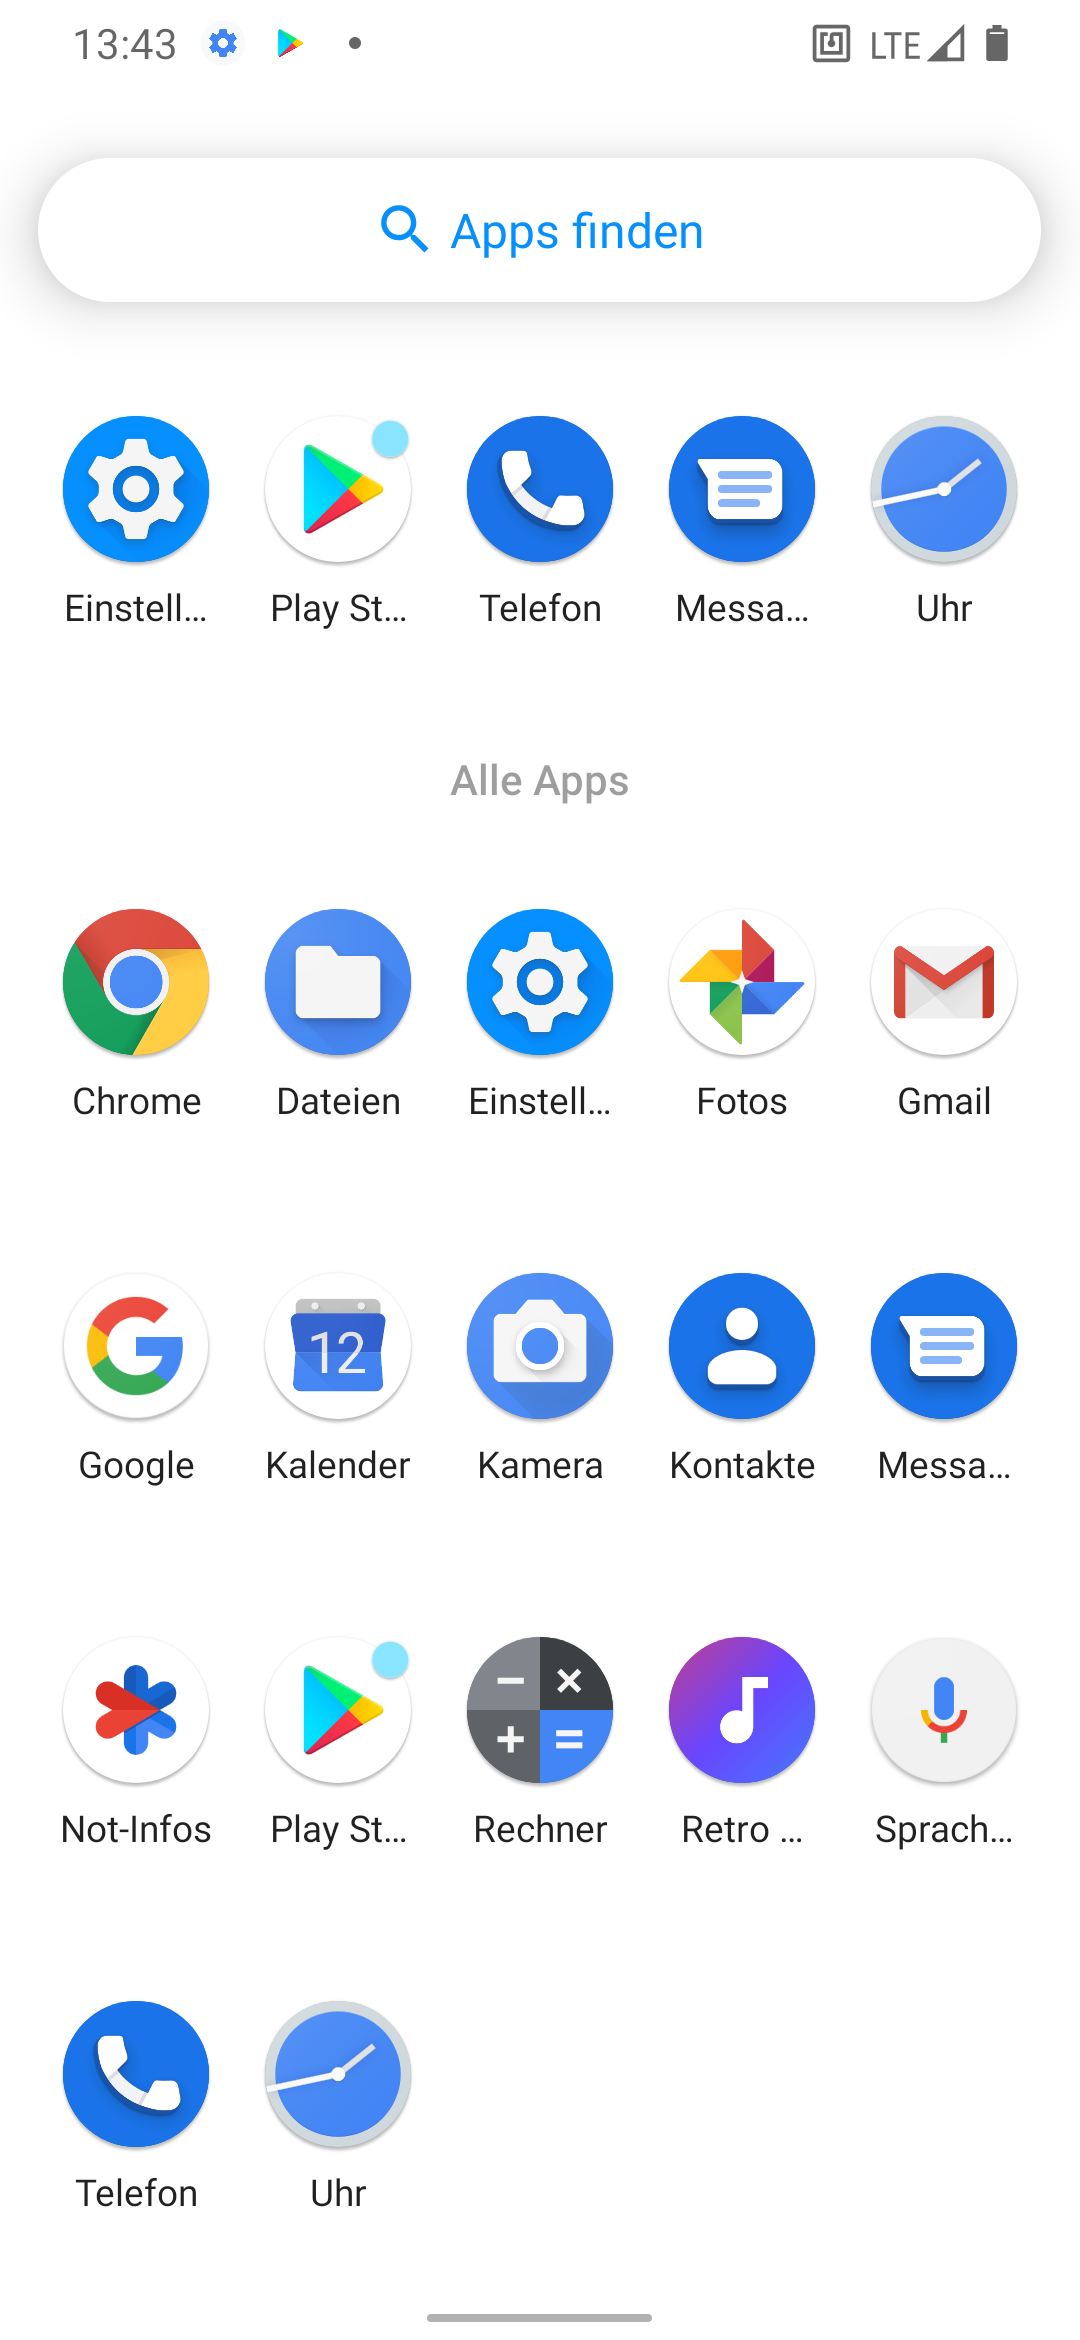 13:43 LTE
Apps finden
Einstell... Play St... Telefon Messa... Uhr
Alle Apps
Chrome Dateien Einstell... Fotos Gmail
12
Google Kalender Kamera Kontakte Messa...
Not-Infos Play St... Rechner Retro ... Sprach...
Telefon Uhr